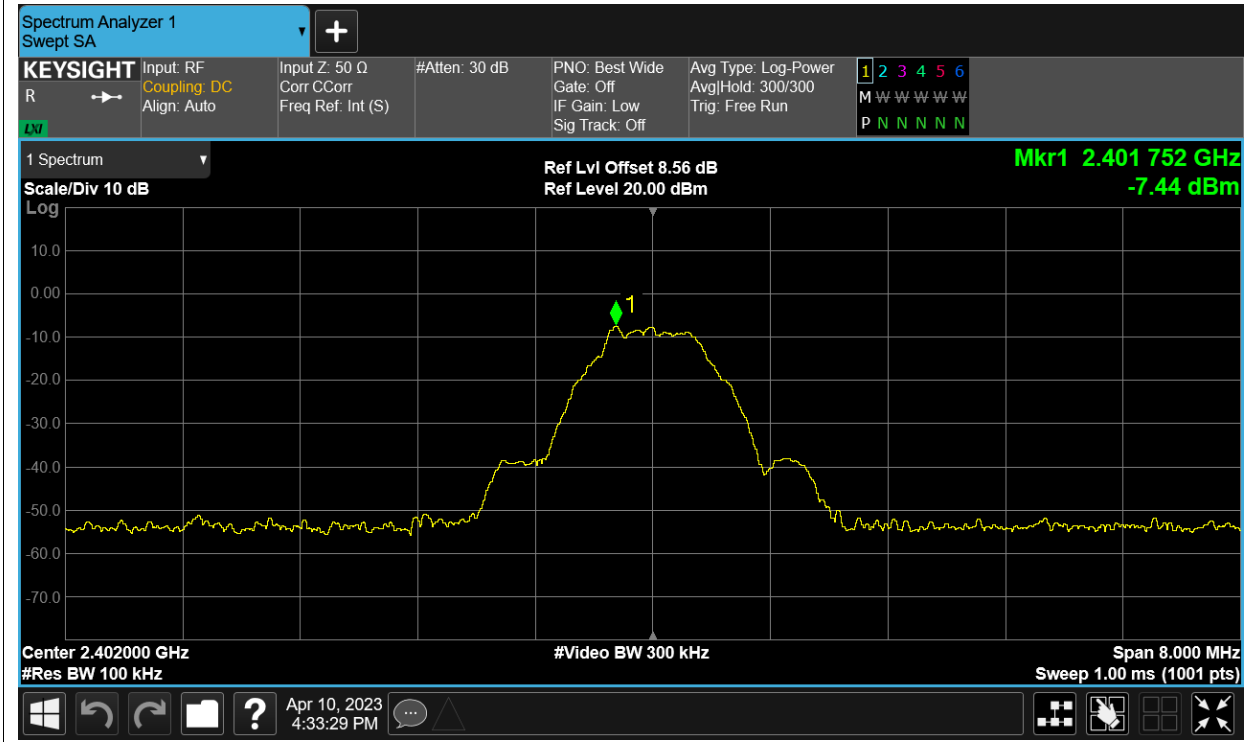 Spectrum Analyzer 1
Swept SA
+
KEYSIGHT
R
LXI
Input: RF
Coupling: DC
Align: Auto
Input Z: 50 Ω
Corr CCorr
Freq Ref: Int (S)
#Atten: 30 dB
PNO: Best Wide
Gate: Off
IF Gain: Low
Sig Track: Off
Avg Type: Log-Power
Avg|Hold: 300/300
Trig: Free Run
1 2 3 4 5 6
M W W W W W
P N N N N N
1 Spectrum
Scale/Div 10 dB
Ref Lvl Offset 8.56 dB
Ref Level 20.00 dBm
Mkr1 2.401 752 GHz
-7.44 dBm
Log
10.0
0.00
-10.0
-20.0
-30.0
-40.0
-50.0
-60.0
-70.0
1
Center 2.402000 GHz
#Video BW 300 kHz
Span 8.000 MHz
#Res BW 100 kHz
Sweep 1.00 ms (1001 pts)
?
Apr 10, 2023
4:33:29 PM